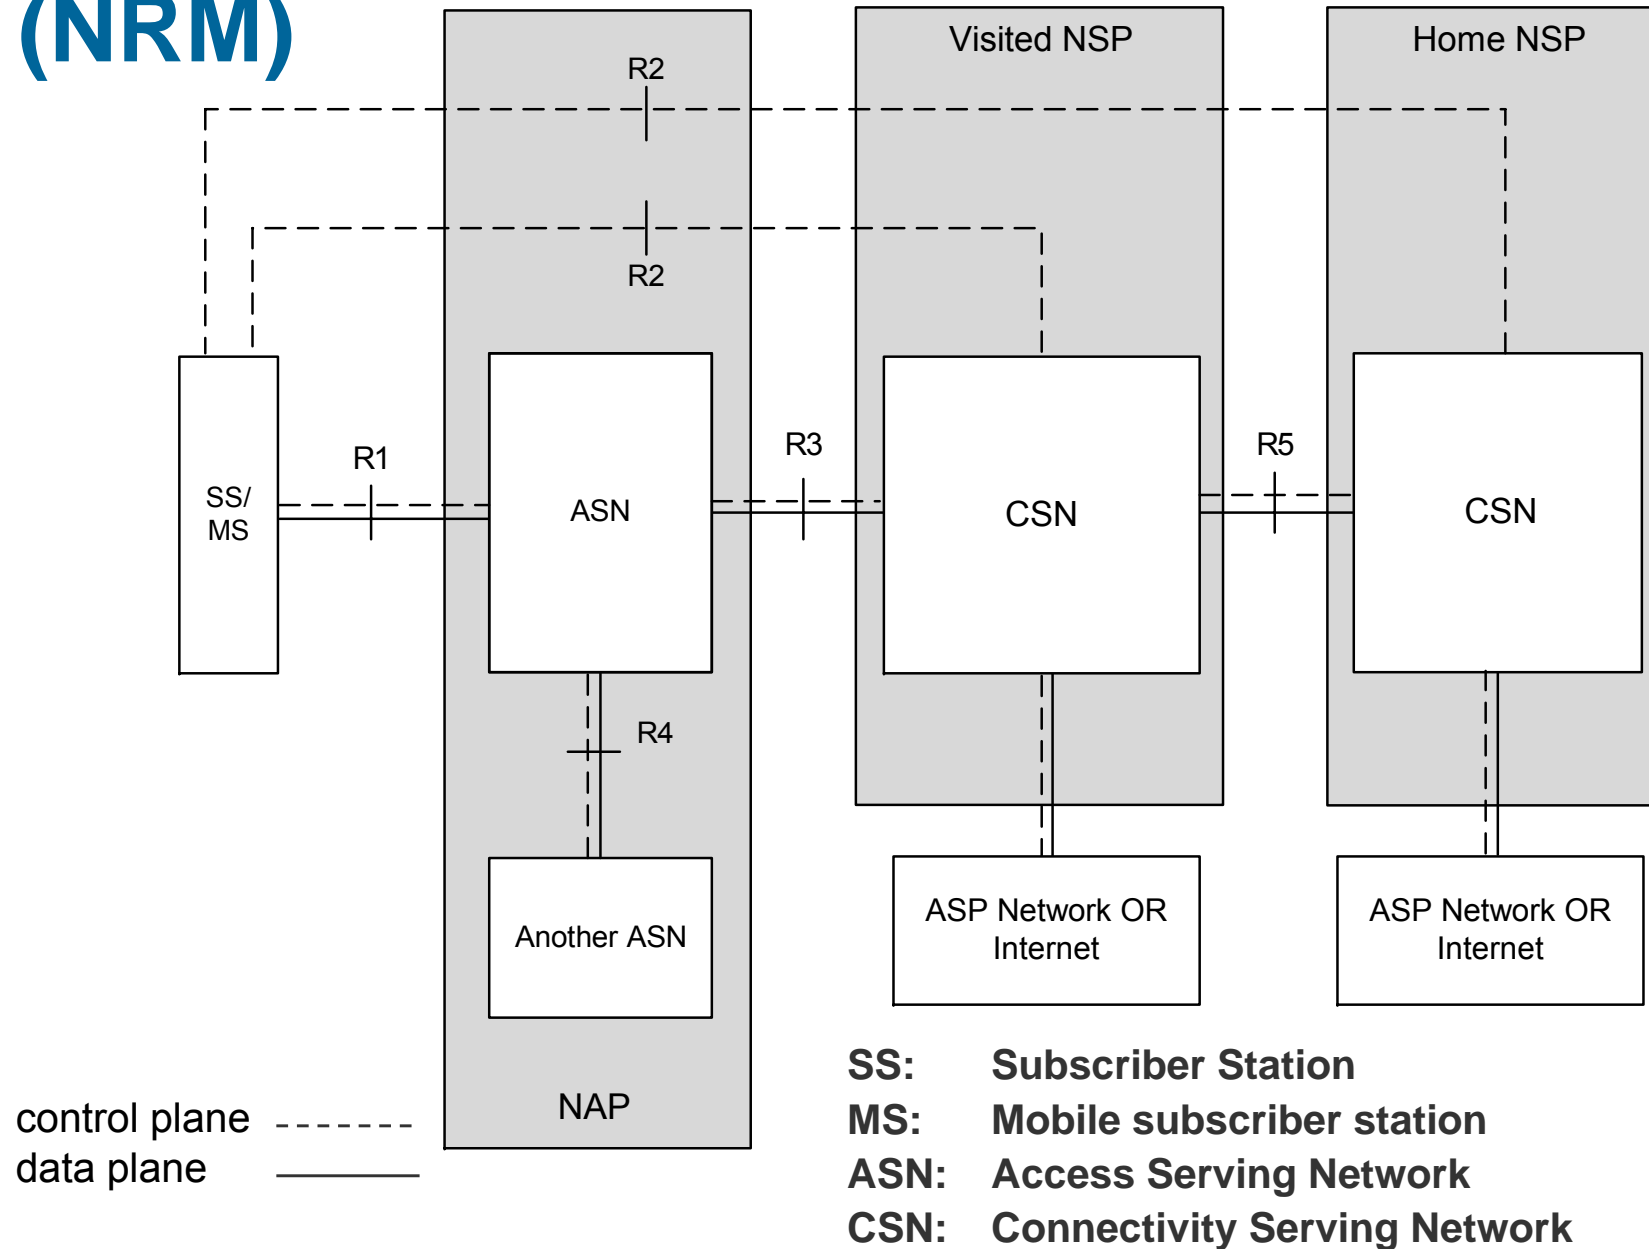 (NRM)
Visited NSP
Home NSP
R2
R2
R1
R3
R5
SS/
MS
ASN
CSN
CSN
R4
Another ASN
ASP Network OR
Internet
ASP Network OR
Internet
NAP
control plane
data plane
SS: Subscriber Station
MS: Mobile subscriber station
ASN: Access Serving Network
CSN: Connectivity Serving Network